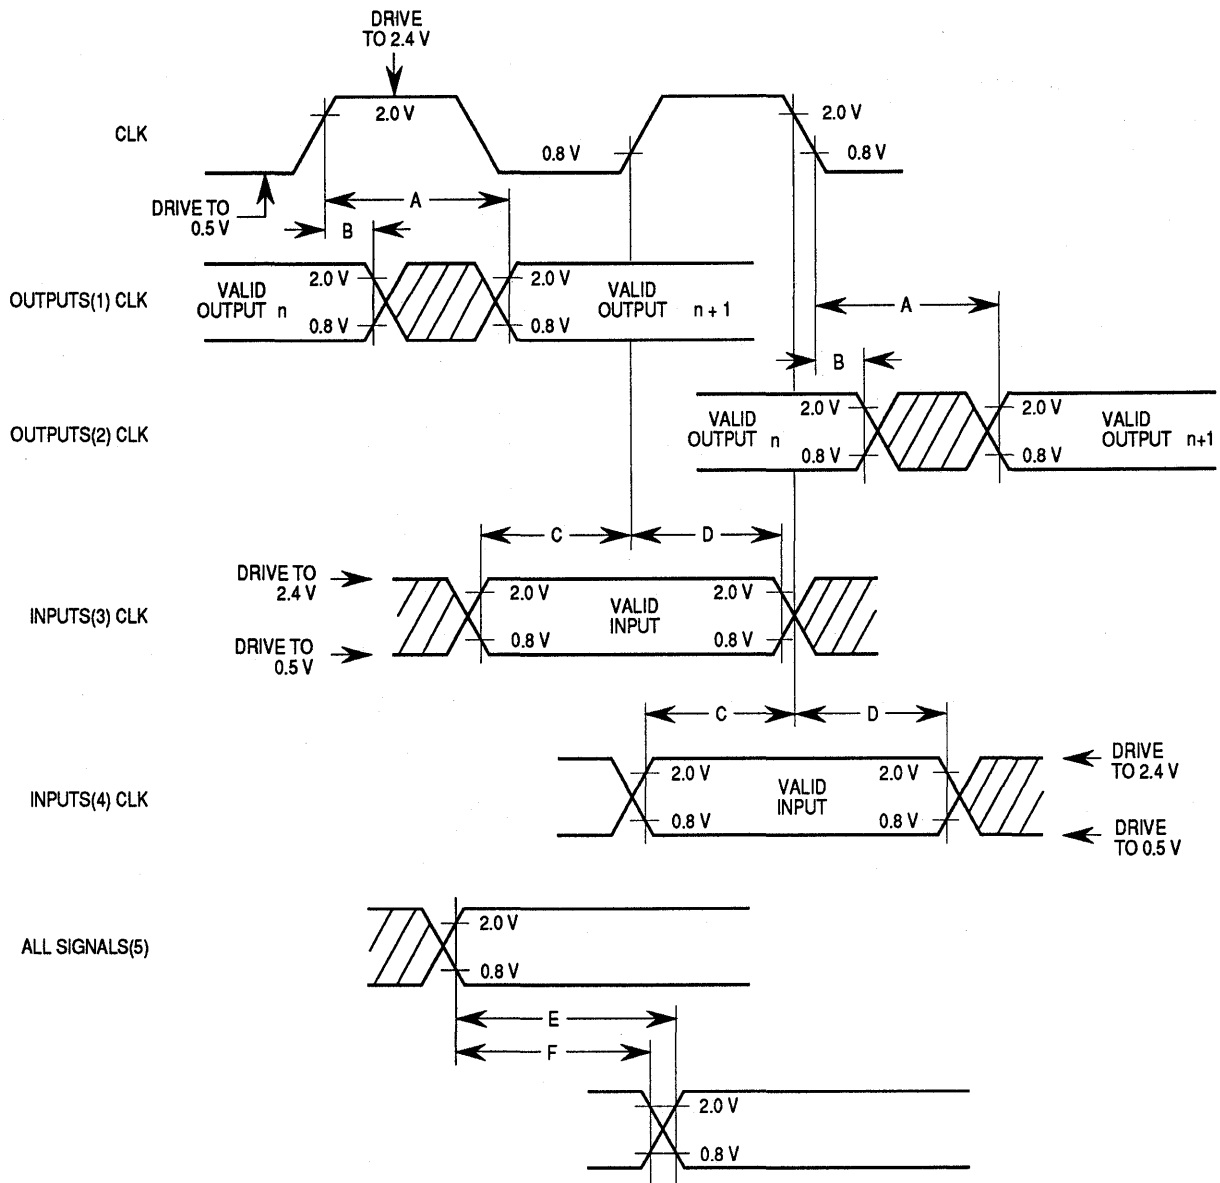 DRIVE
TO 2.4 V
2.0 V
2.0 V
CLK
0.8 V
0.8 V
DRIVE TO
0.5 V
A
B
OUTPUTS(1) CLK
VALID
OUTPUT n
2.0 V
0.8 V
2.0 V
0.8 V
VALID
OUTPUT n + 1
A
B
OUTPUTS(2) CLK
VALID
OUTPUT n
2.0 V
0.8 V
2.0 V
0.8 V
VALID
OUTPUT n+1
C
D
INPUTS(3) CLK
DRIVE TO
2.4 V
DRIVE TO
0.5 V
2.0 V
0.8 V
VALID
INPUT
2.0 V
0.8 V
C
D
INPUTS(4) CLK
2.0 V
0.8 V
VALID
INPUT
2.0 V
0.8 V
DRIVE
TO 2.4 V
DRIVE
TO 0.5 V
ALL SIGNALS(5)
2.0 V
0.8 V
E
F
2.0 V
0.8 V